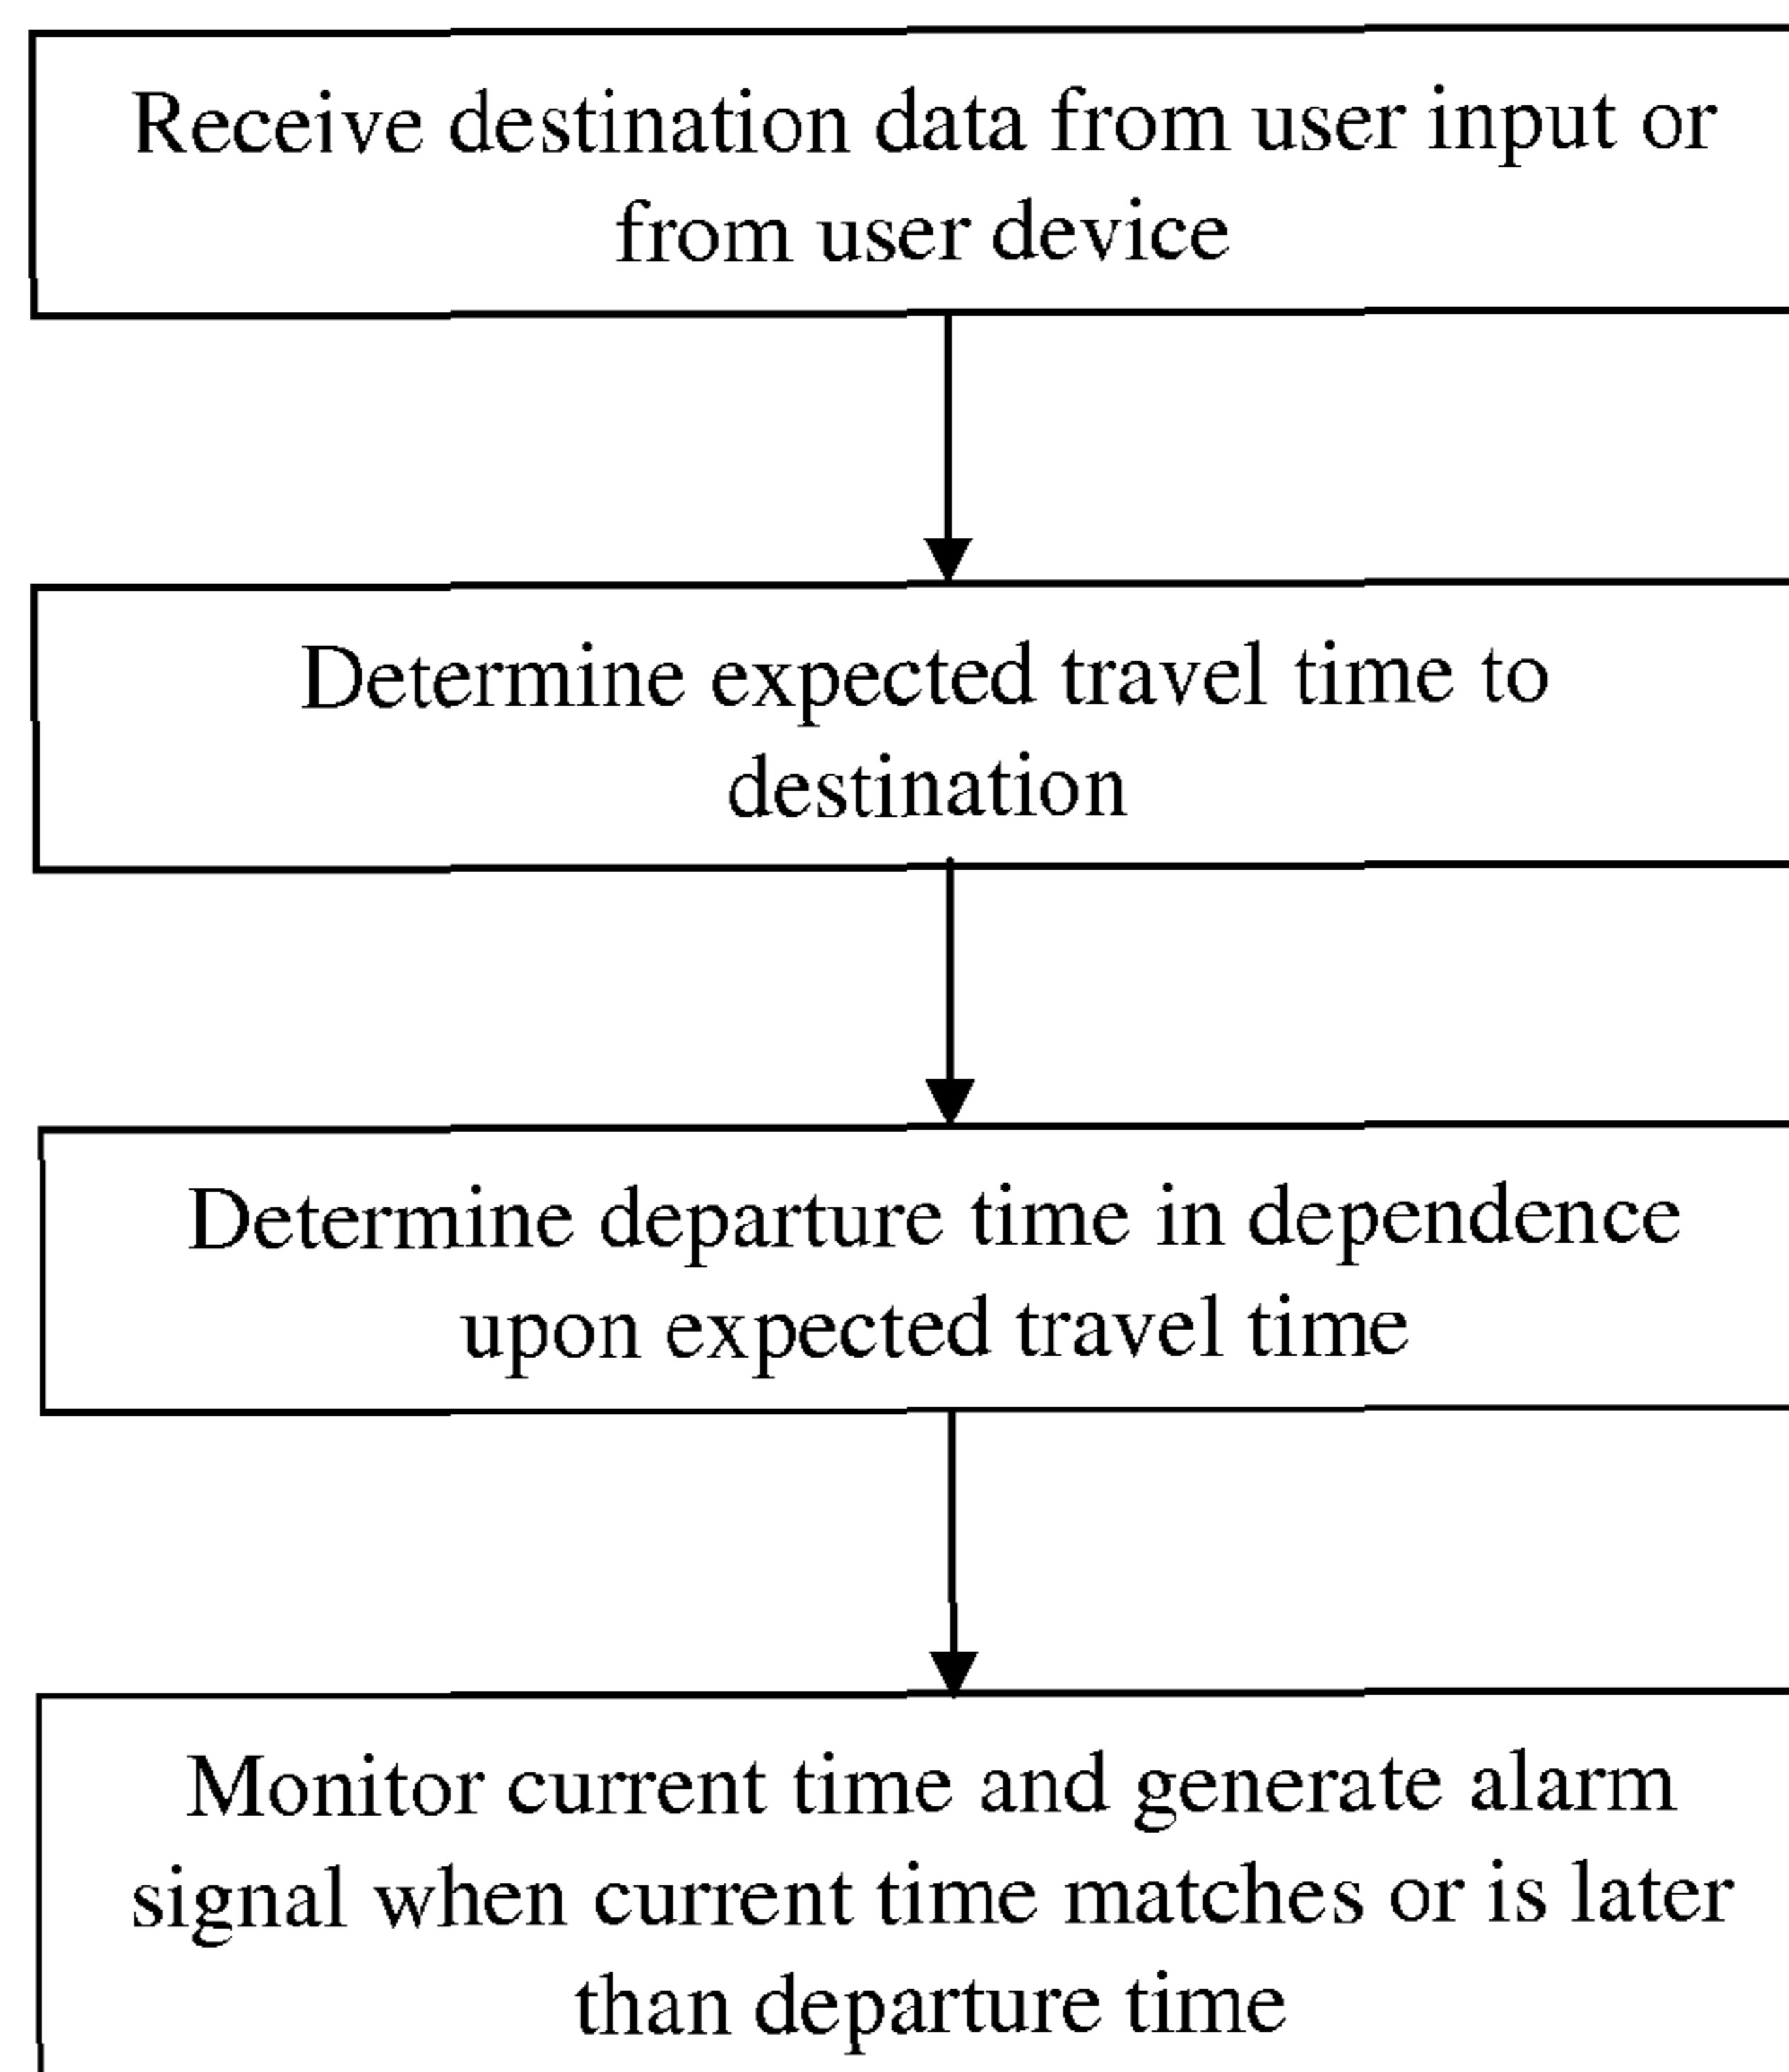 Receive destination data from user input or
from user device
Determine expected travel time to
destination
Determine departure time in dependence
upon expected travel time
Monitor current time and generate alarm
signal when current time matches or is later
than departure time